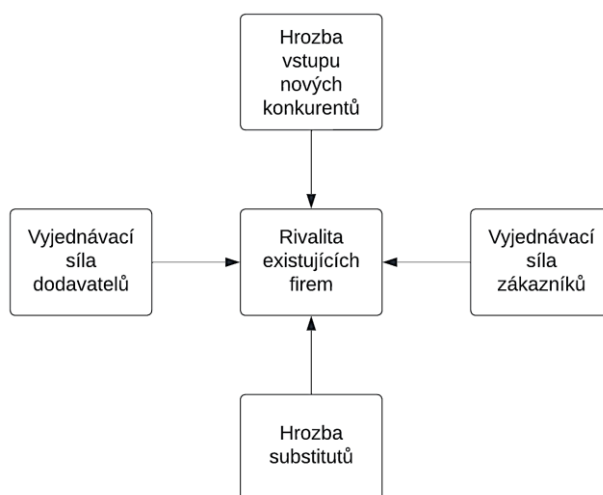 Hrozba
vstupu
nových
konkurentů
Vyjednávací
síla
dodavatelů
Rivalita
existujících
firem
Vyjednávací
síla
zákazníků
Hrozba
substitutů